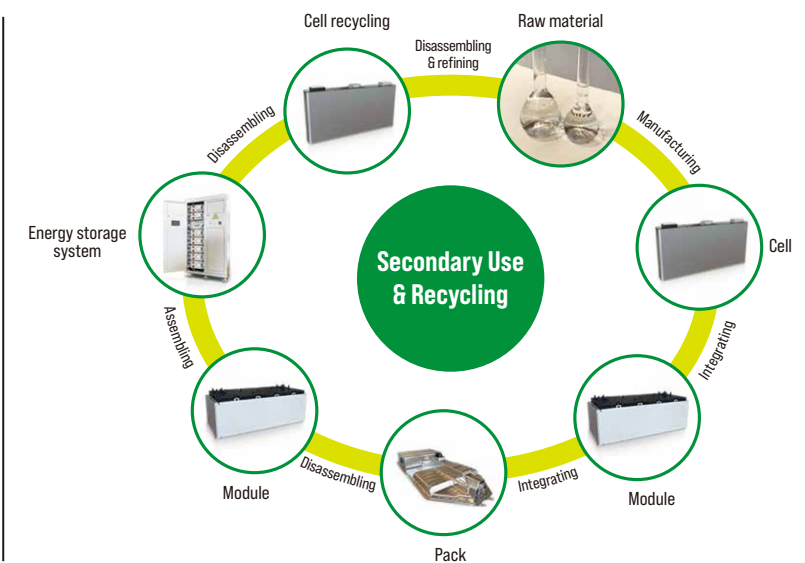 Cell recycling
Disassembling
& refining
Raw material
Manufacturing
Cell
Integrating
Module
Integrating
Pack
Disassembling
Module
Assembling
Energy storage
system
Disassembling
Secondary Use
& Recycling